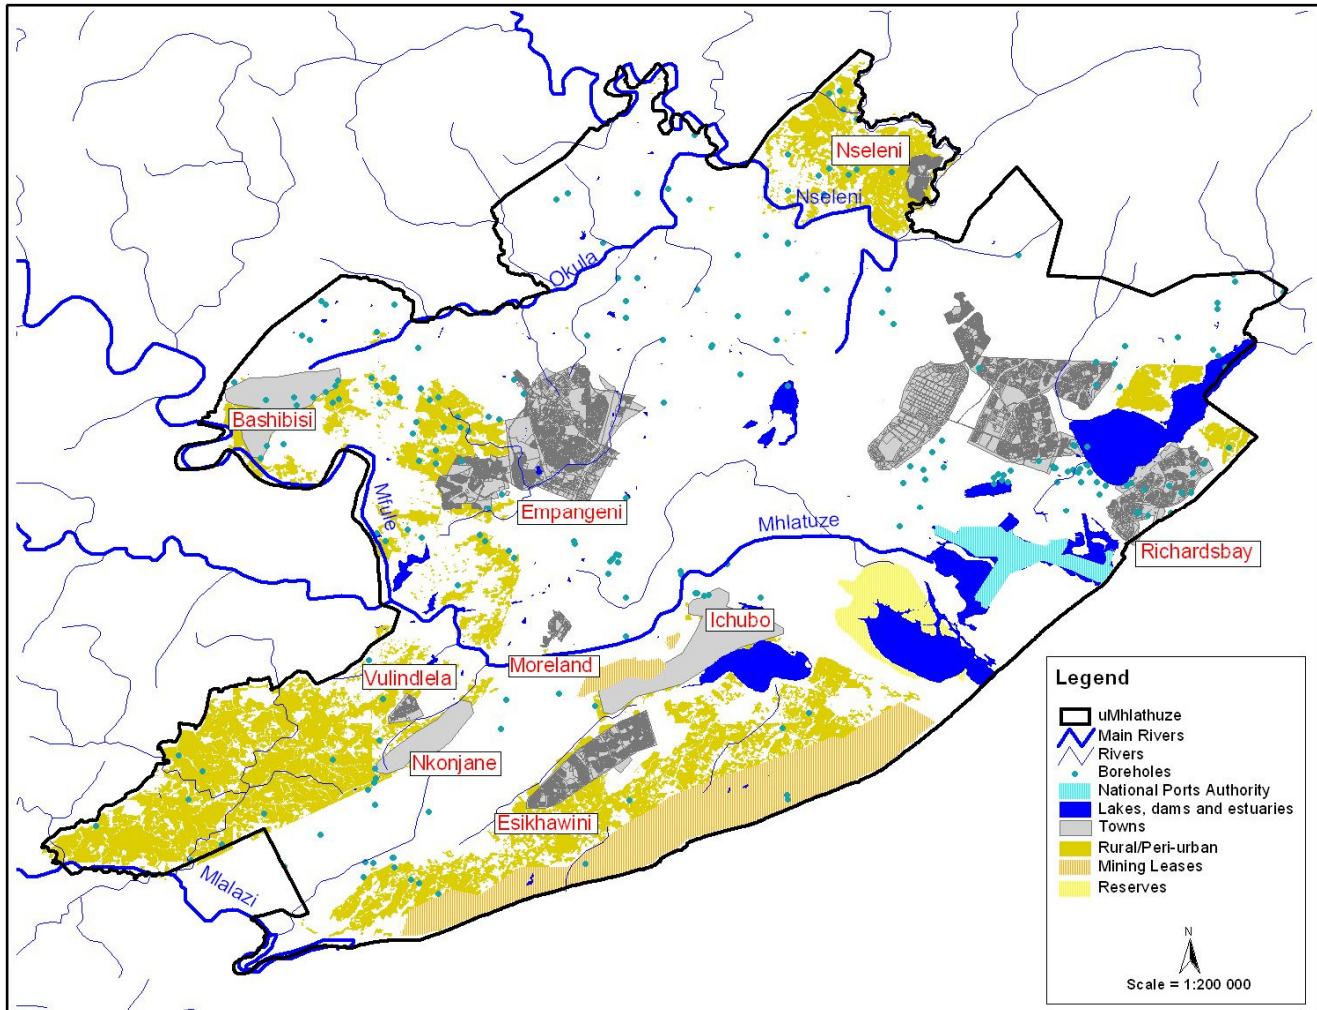 Nseleni
Nseleni
Okula
Bashibisi
Mfule
Empangeni
Mhlatuze
Richardsbay
Ichubo
Moreland
Vulindlela
Nkonjane
Esikhawini
Mlalazi
Legend
uMhlathuze
Main Rivers
Rivers
Boreholes
National Ports Authority
Lakes, dams and estuaries
Towns
Rural/Peri-urban
Mining Leases
Reserves
N
Scale = 1:200 000